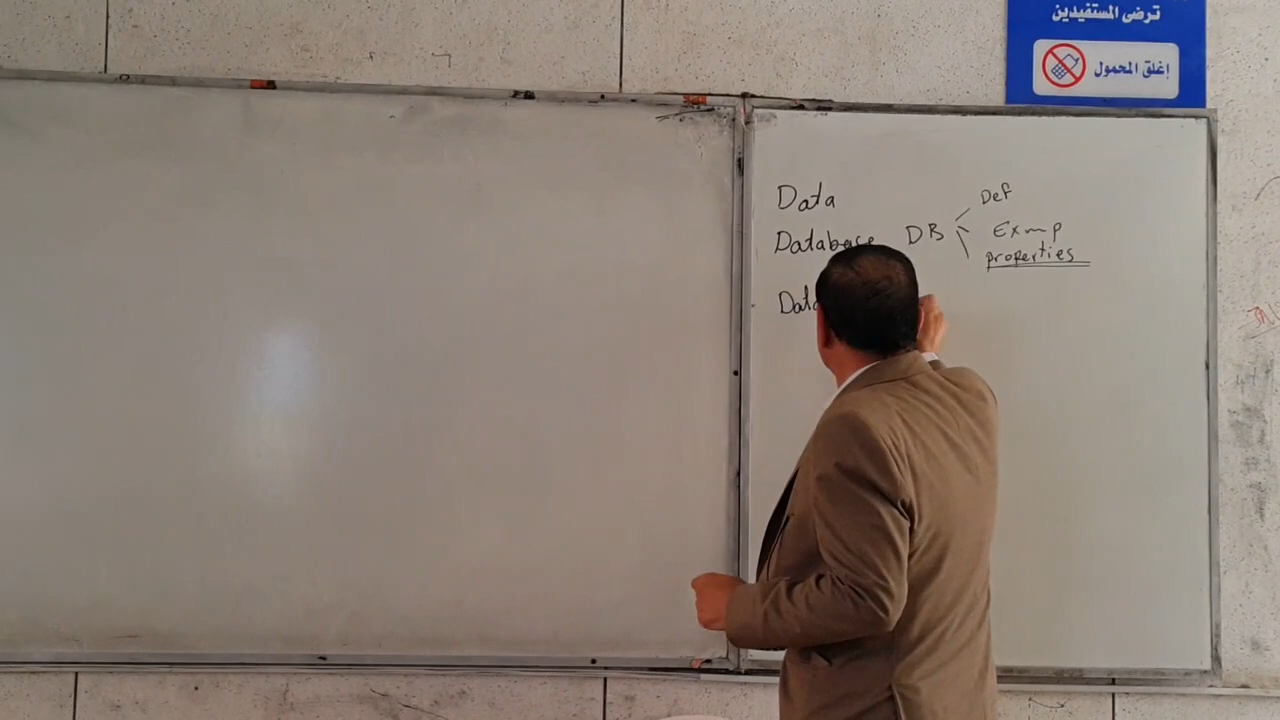 ترضى المستفيدين
إغلق المحمول
Data
Def
Database DB Exmp
properties